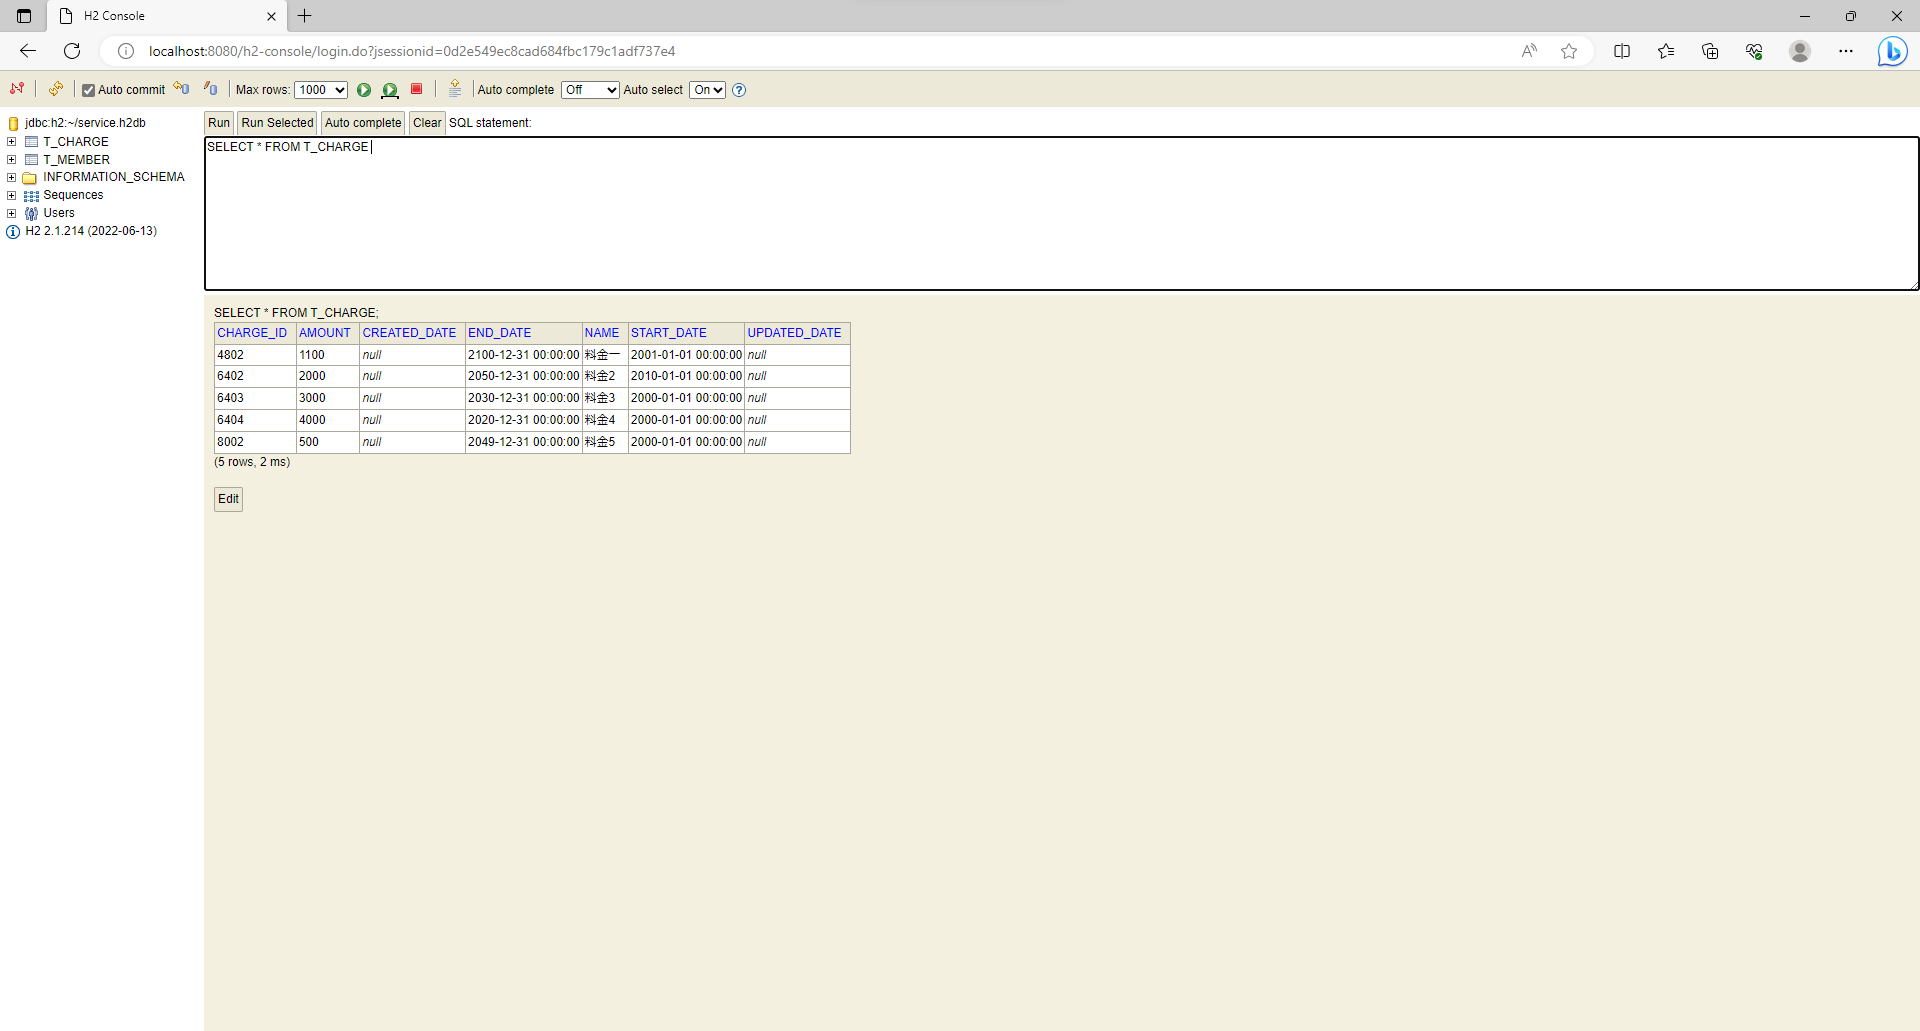 H2 Console
localhost:8080/h2-console/login.do?jsessionid=0d2e549ec8cad684fbc179c1adf737e4
Auto commit Max rows: 1000 Auto complete Off Auto select On
jdbc:h2:~/service.h2db
T_CHARGE
T_MEMBER
INFORMATION_SCHEMA
Sequences
Users
H2 2.1.214 (2022-06-13)
Run Run Selected Auto complete Clear SQL statement:
SELECT * FROM T_CHARGE
SELECT * FROM T_CHARGE;
CHARGE_ID AMOUNT CREATED_DATE END_DATE NAME START_DATE UPDATED_DATE
4802 1100 null 2100-12-31 00:00:00 料金一 2001-01-01 00:00:00 null
6402 2000 null 2050-12-31 00:00:00 料金2 2010-01-01 00:00:00 null
6403 3000 null 2030-12-31 00:00:00 料金3 2000-01-01 00:00:00 null
6404 4000 null 2020-12-31 00:00:00 料金4 2000-01-01 00:00:00 null
8002 500 null 2049-12-31 00:00:00 料金5 2000-01-01 00:00:00 null
(5 rows, 2 ms)
Edit